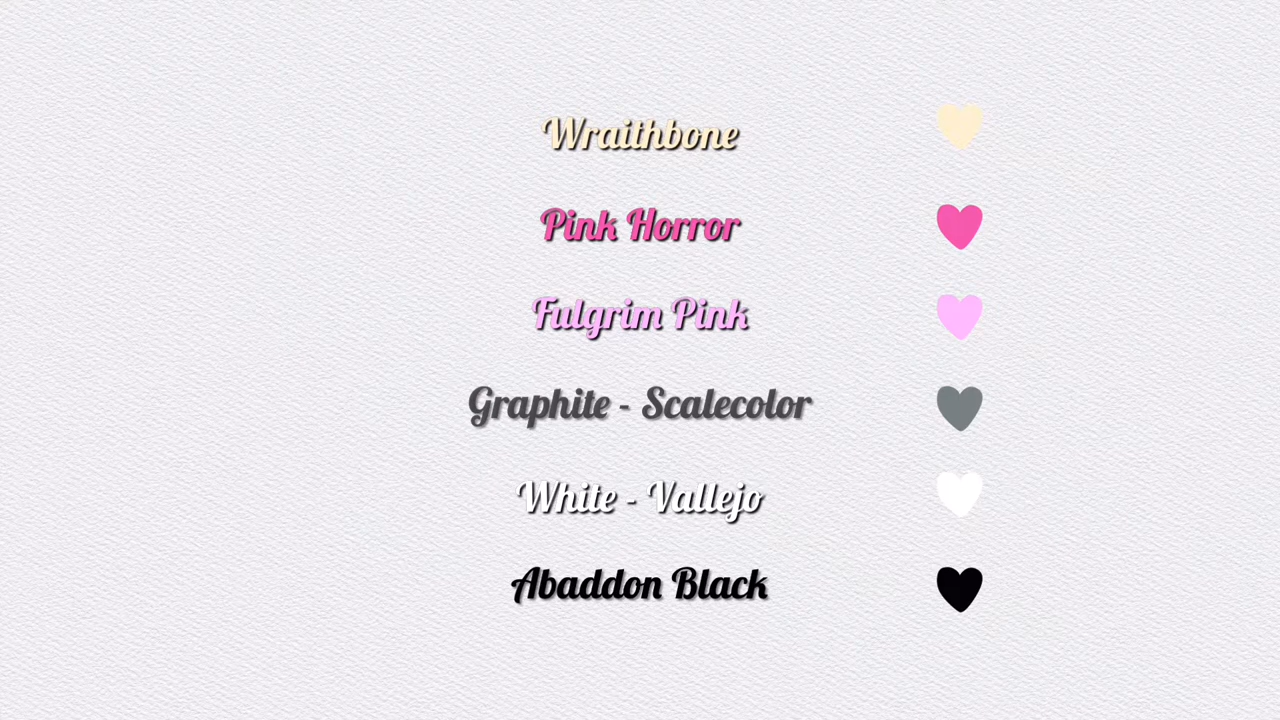 Wraithbone
Pink Horror
Fulgrim Pink
Graphite - Scalecolor
White - Vallejo
Abaddon Black